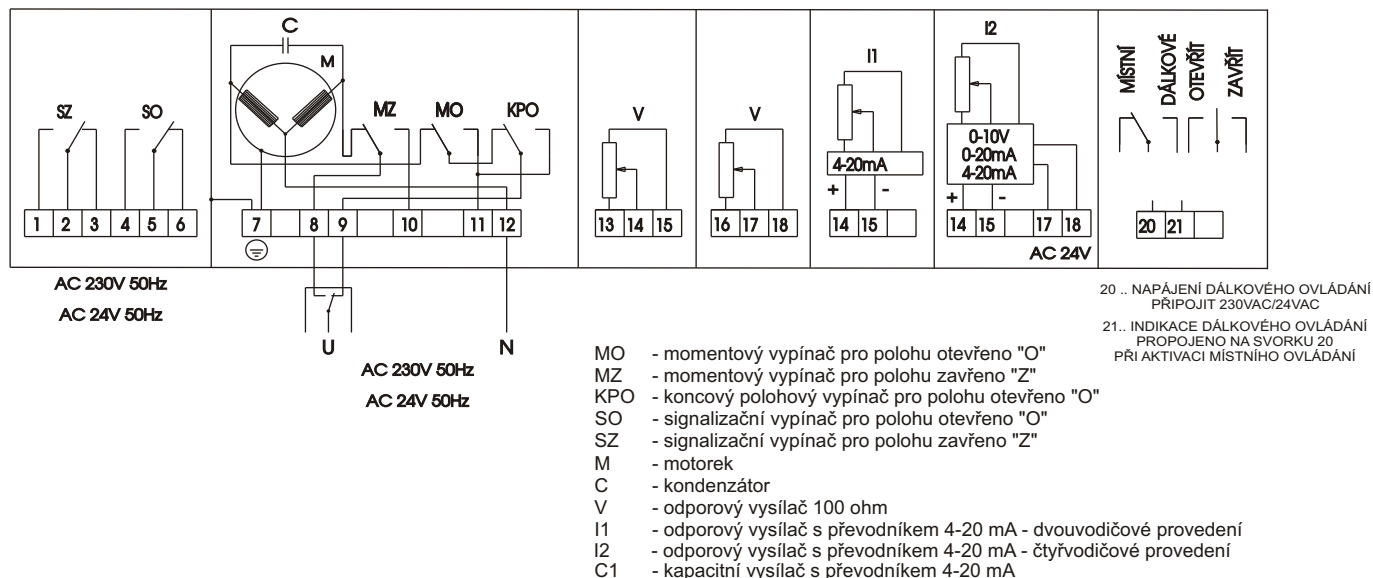 SZ
SO
1 2 3 4 5 6
AC 230V 50Hz
AC 24V 50Hz
C
M
MZ MO KPO
7 8 9 10 11 12
U N
AC 230V 50Hz
AC 24V 50Hz
V
13 14 15
V
16 17 18
I1
4-20mA
+ -
14 15
I2
0-10V
0-20mA
4-20mA
+ -
14 15 17 18
AC 24V
MÍSTNÍ
DÁLKOVÉ
OTEVŘÍT
ZAVŘÍT
20 21
20 .. NAPÁJENÍ DÁLKOVÉHO OVLÁDÁNÍ
PŘIPOJIT 230VAC/24VAC
21.. INDIKACE DÁLKOVÉHO OVLÁDÁNÍ
PROPOJENO NA SVORKU 20
PŘI AKTIVACI MÍSTNÍHO OVLÁDÁNÍ
MO - momentový vypínač pro polohu otevřeno "O"
MZ - momentový vypínač pro polohu zavřeno "Z"
KPO - koncový polohový vypínač pro polohu otevřeno "O"
SO - signalizační vypínač pro polohu otevřeno "O"
SZ - signalizační vypínač pro polohu zavřeno "Z"
M - motorek
C - kondenzátor
V - odporový vysílač 100 ohm
I1 - odporový vysílač s převodníkem 4-20 mA - dvouvodičové provedení
I2 - odporový vysílač s převodníkem 4-20 mA - čtyřvodičové provedení
C1 - kapacitní vysílač s převodníkem 4-20 mA